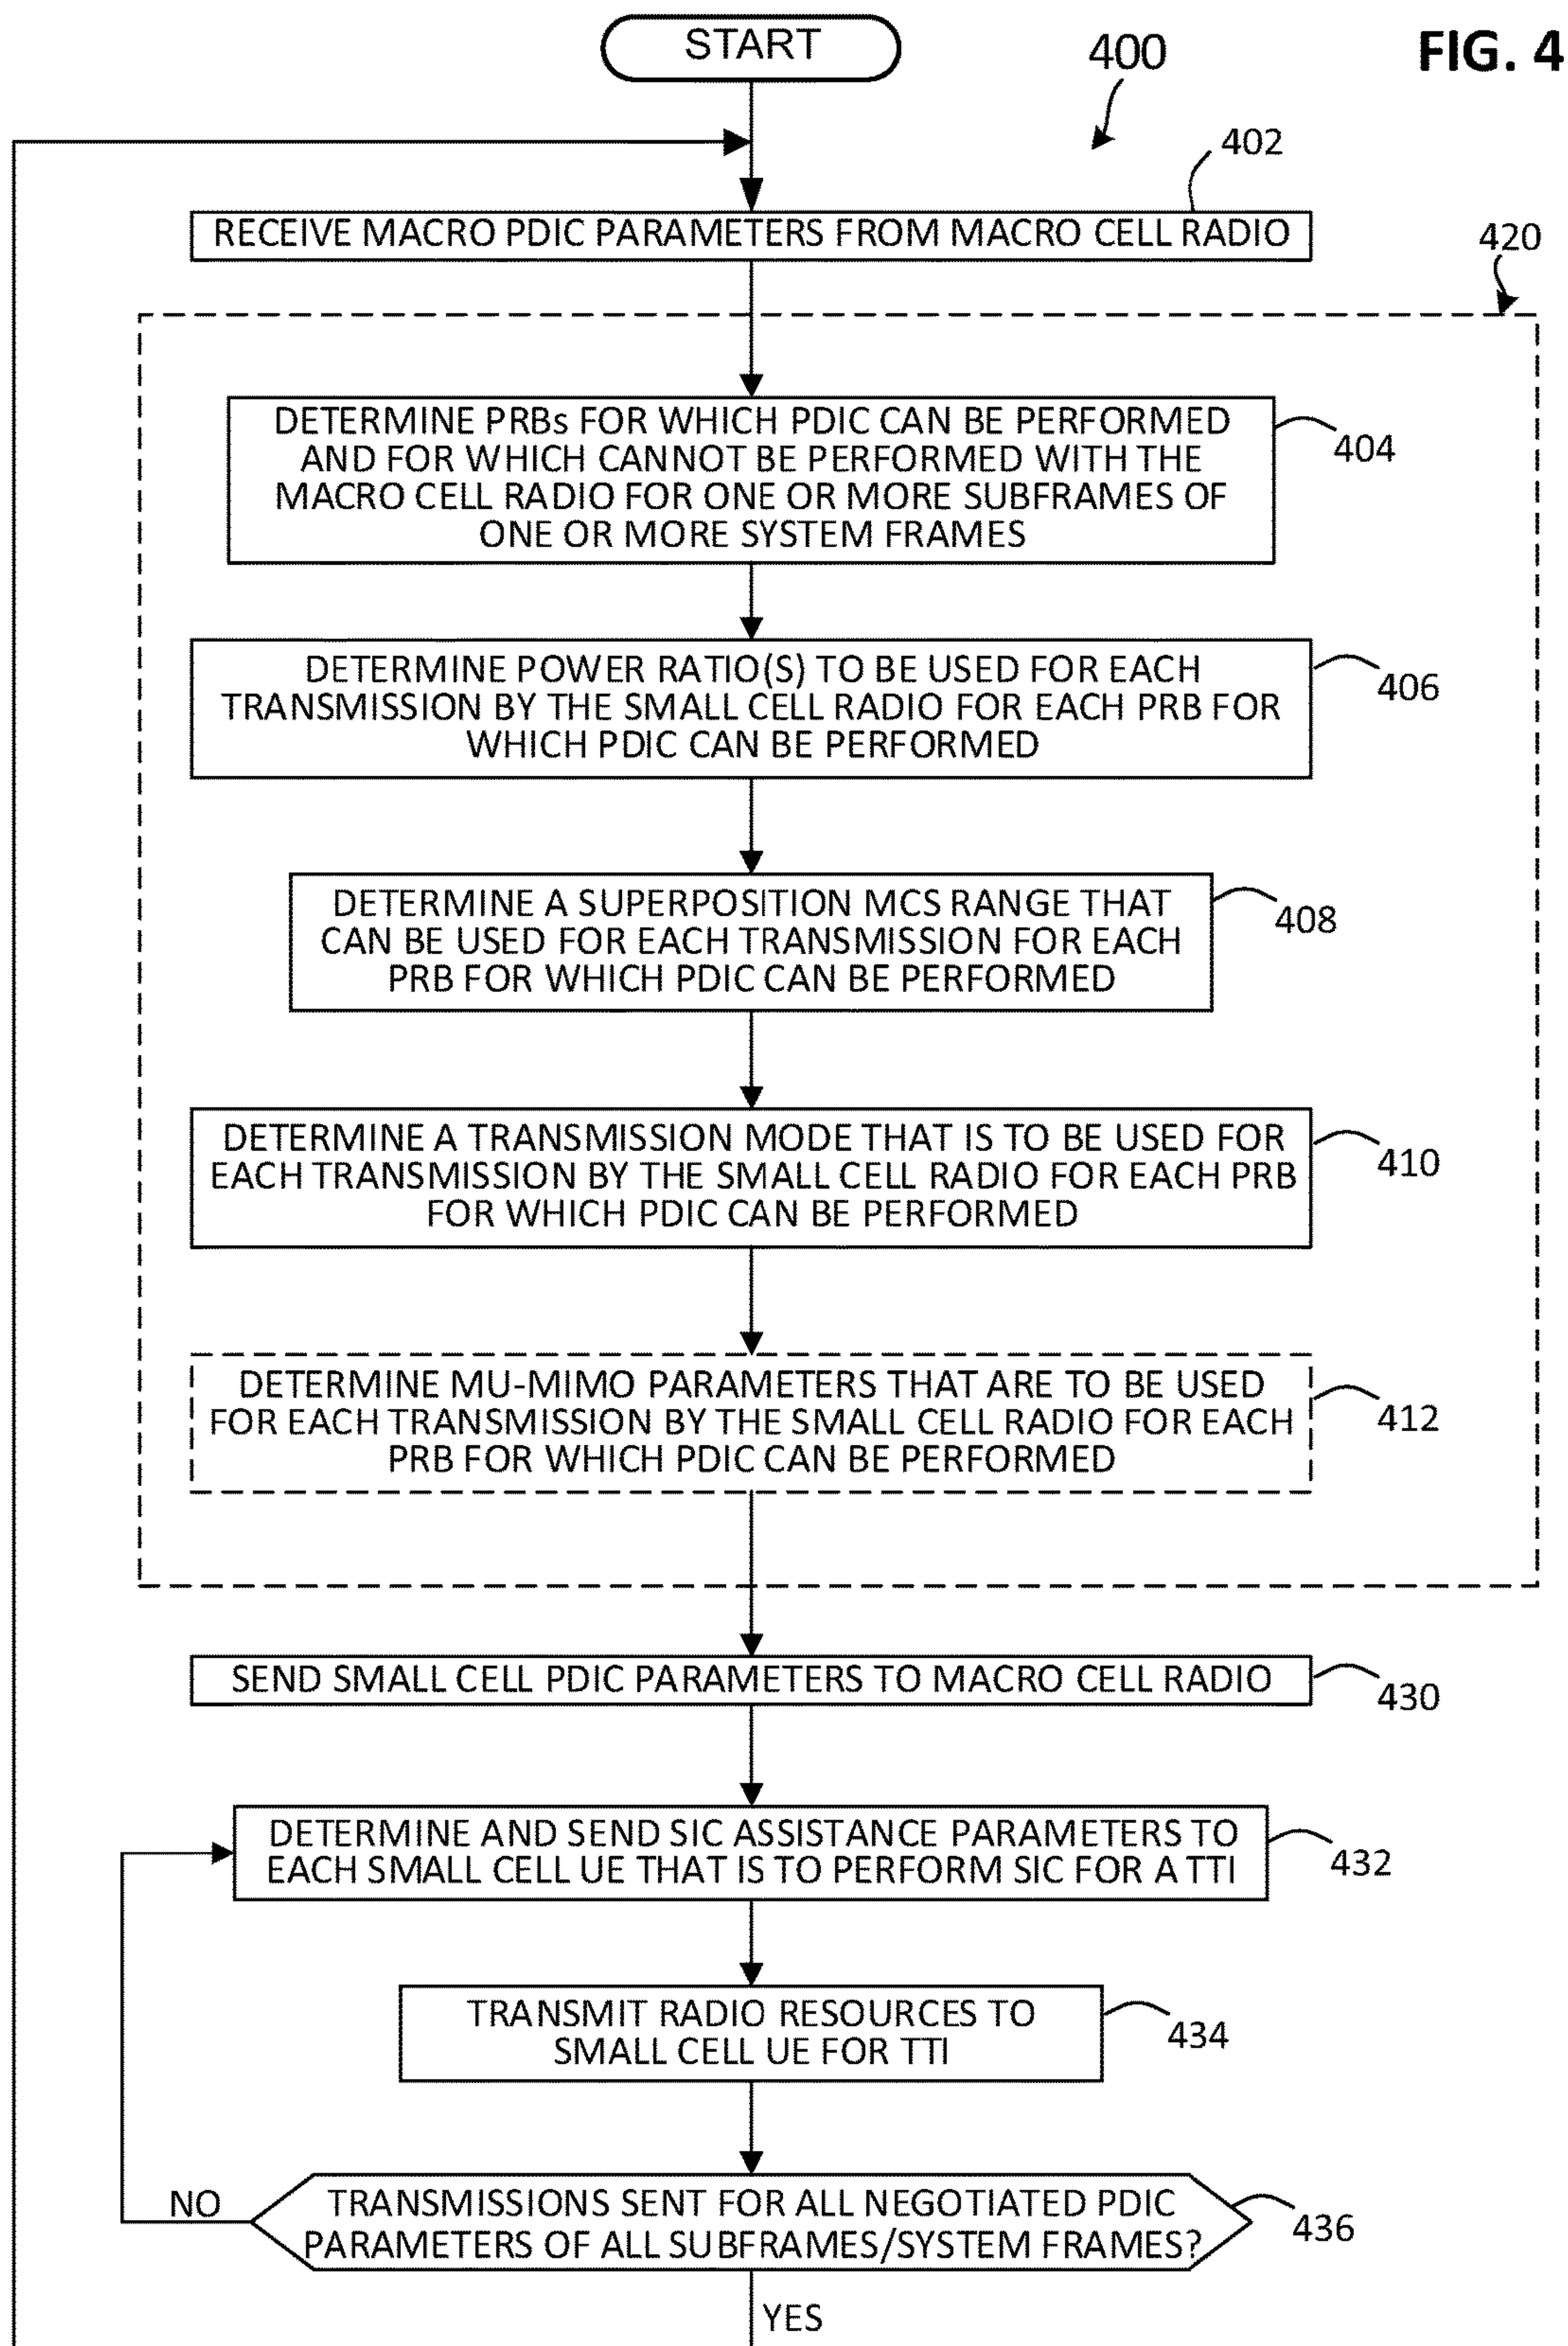 START
400
FIG. 4
402
RECEIVE MACRO PDIC PARAMETERS FROM MACRO CELL RADIO
420
DETERMINE PRBs FOR WHICH PDIC CAN BE PERFORMED
AND FOR WHICH CANNOT BE PERFORMED WITH THE
MACRO CELL RADIO FOR ONE OR MORE SUBFRAMES OF
ONE OR MORE SYSTEM FRAMES
404
DETERMINE POWER RATIO(S) TO BE USED FOR EACH
TRANSMISSION BY THE SMALL CELL RADIO FOR EACH PRB FOR
WHICH PDIC CAN BE PERFORMED
406
DETERMINE A SUPERPOSITION MCS RANGE THAT
CAN BE USED FOR EACH TRANSMISSION FOR EACH
PRB FOR WHICH PDIC CAN BE PERFORMED
408
DETERMINE A TRANSMISSION MODE THAT IS TO BE USED FOR
EACH TRANSMISSION BY THE SMALL CELL RADIO FOR EACH PRB
FOR WHICH PDIC CAN BE PERFORMED
410
DETERMINE MU-MIMO PARAMETERS THAT ARE TO BE USED
FOR EACH TRANSMISSION BY THE SMALL CELL RADIO FOR EACH
PRB FOR WHICH PDIC CAN BE PERFORMED
412
SEND SMALL CELL PDIC PARAMETERS TO MACRO CELL RADIO
430
DETERMINE AND SEND SIC ASSISTANCE PARAMETERS TO
EACH SMALL CELL UE THAT IS TO PERFORM SIC FOR A TTI
432
TRANSMIT RADIO RESOURCES TO
SMALL CELL UE FOR TTI
434
NO
TRANSMISSIONS SENT FOR ALL NEGOTIATED PDIC
PARAMETERS OF ALL SUBFRAMES/SYSTEM FRAMES?
436
YES